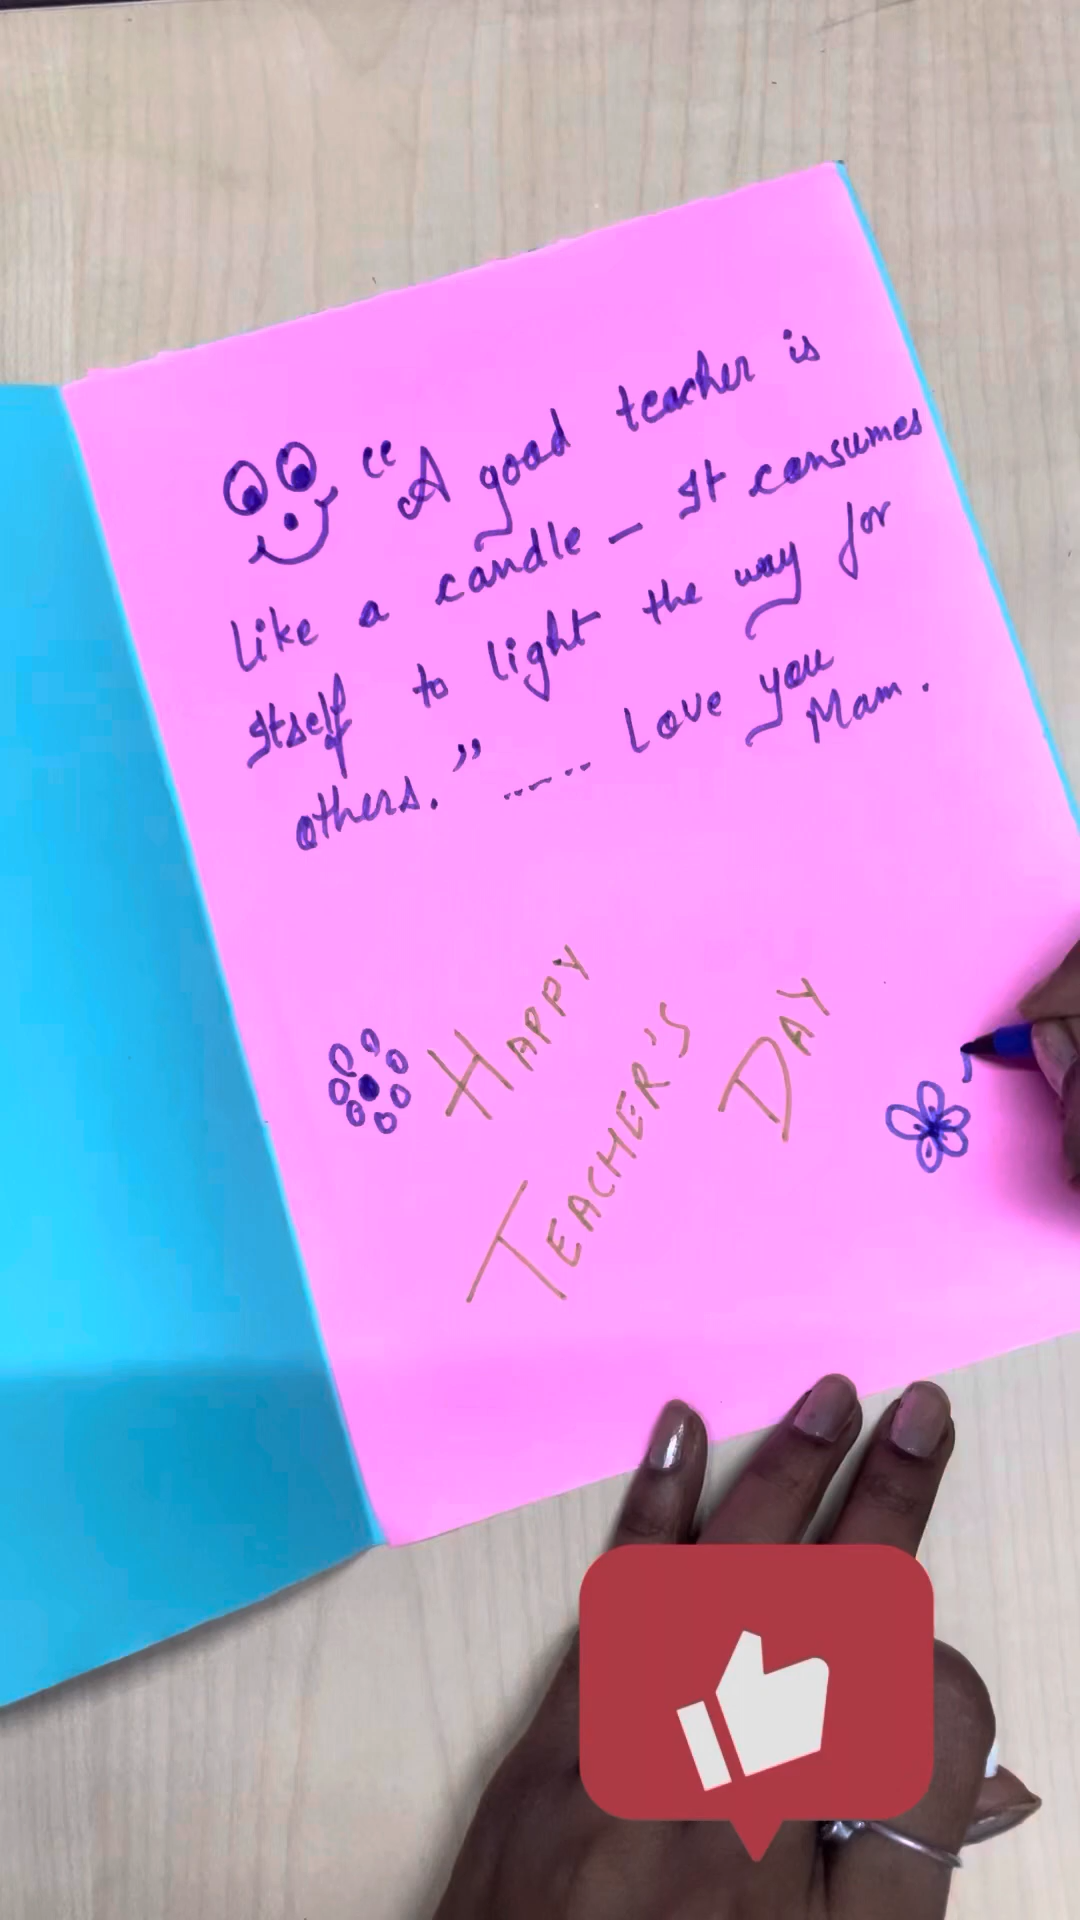 “A good teacher is
like a candle – It consumes
itself to light the way for
others.” ...... Love you
Mam.
HAPPY
TEACHER'S
DAY